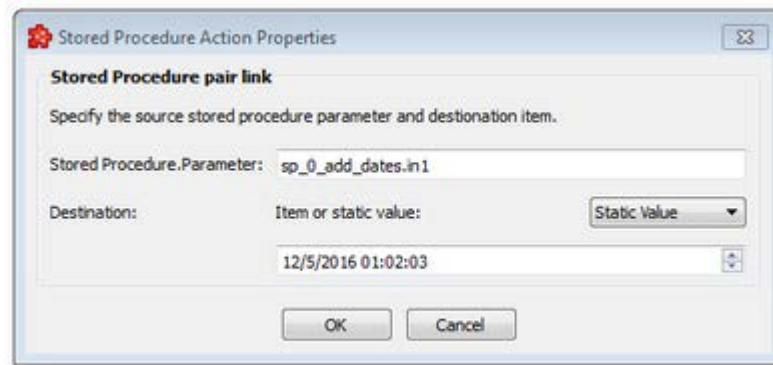 Stored Procedure Action Properties
Stored Procedure pair link
Specify the source stored procedure parameter and destionation item.
Stored Procedure.Parameter: sp_0_add_dates.in1
Destination: Item or static value: Static Value
12/5/2016 01:02:03
OK Cancel